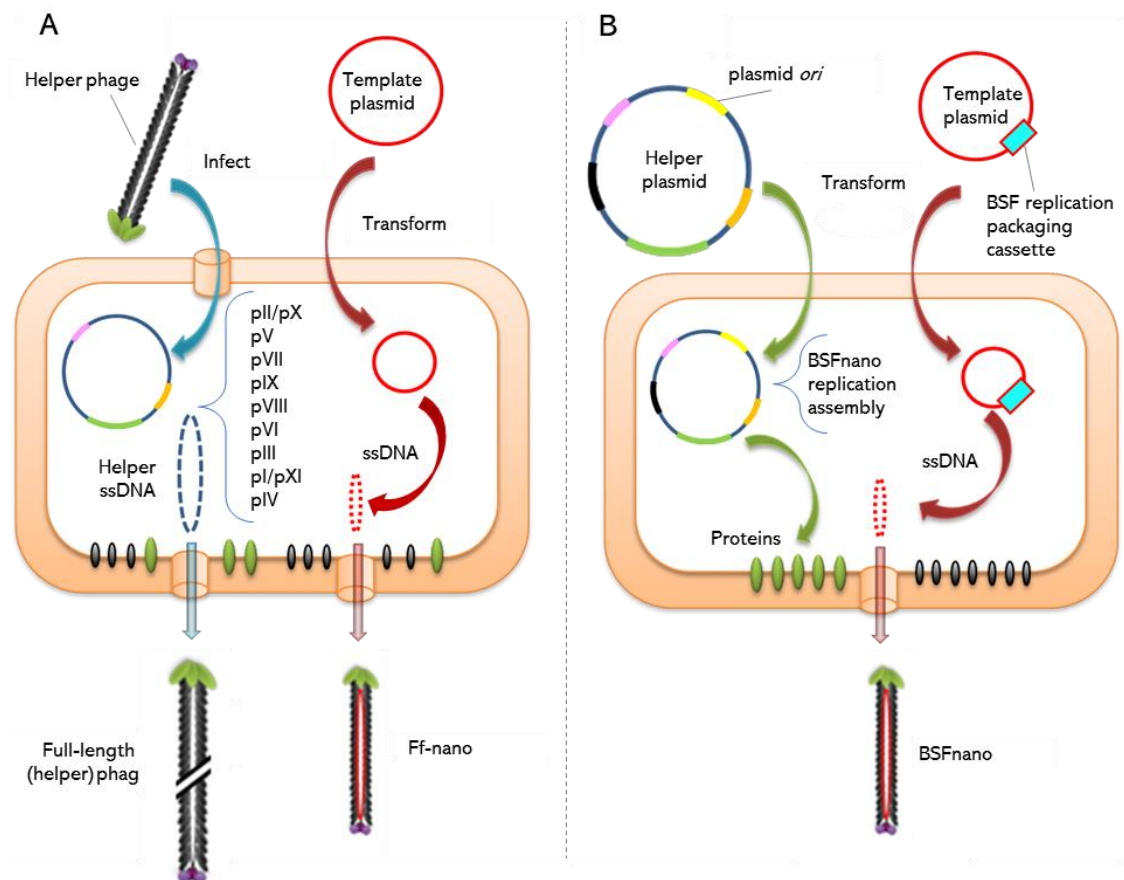 A
Helper phage
Template
plasmid
Infect
Transform
pII/pX
pV
pVII
pIX
pVIII
pVI
pIII
pI/pXI
pIV
Helper
ssDNA
ssDNA
Full-length
(helper) phag
Ff-nano
B
plasmid ori
Helper
plasmid
Template
plasmid
Transform
BSF replication
packaging
cassette
BSFnano
replication
assembly
ssDNA
Proteins
BSFnano